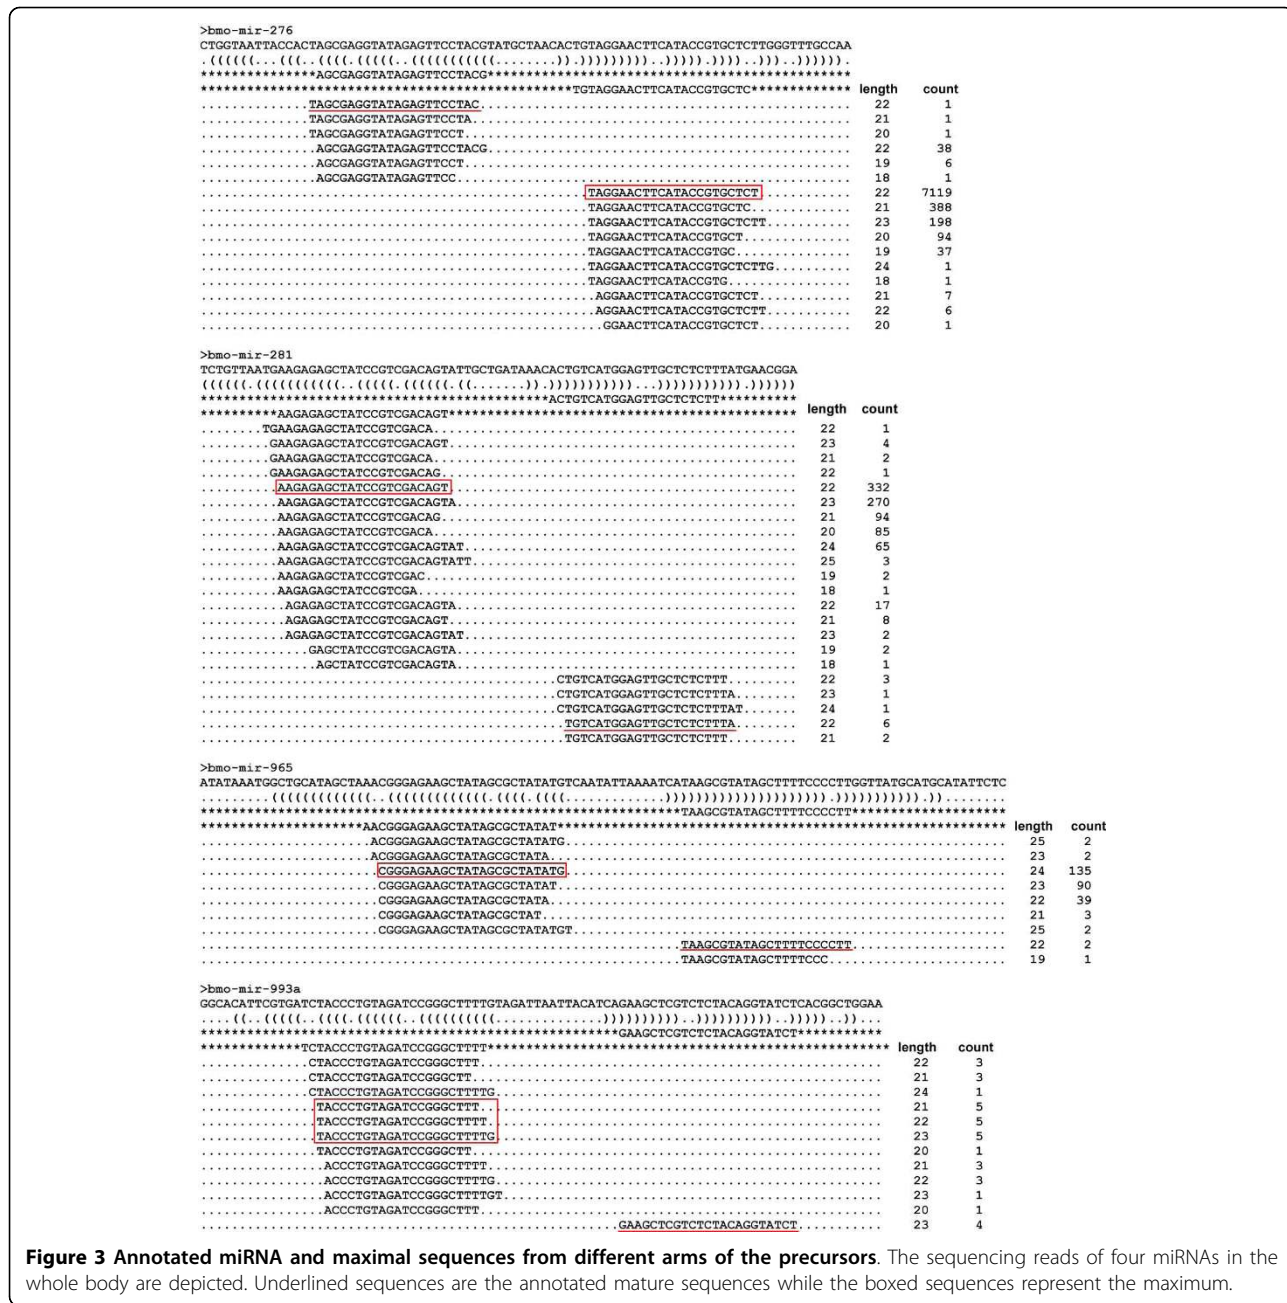 >bmo-mir-276
CTGGTAATTACCACTAGCGAGGTATAGAGTTCCTACGTATGCTAACACTGTAGGAACTTCATACCGTGCTCTTGGGTTTGCCAA
.((((((...(((..((((.(((((..(((((((((((........)).)))))))))..))))).))))..)))..)))))).
***************AGCGAGGTATAGAGTTCCTACG***********************************************
************************************************TGTAGGAACTTCATACCGTGCTC************* length count
..............TAGCGAGGTATAGAGTTCCTAC................................................ 22 1
..............TAGCGAGGTATAGAGTTCCTA................................................. 21 1
..............TAGCGAGGTATAGAGTTCCT.................................................. 20 1
...............AGCGAGGTATAGAGTTCCTACG............................................... 22 38
...............AGCGAGGTATAGAGTTCCT.................................................. 19 6
...............AGCGAGGTATAGAGTTCC................................................... 18 1
..................................................TAGGAACTTCATACCGTGCTCT............ 22 7119
..................................................TAGGAACTTCATACCGTGCTC............. 21 388
..................................................TAGGAACTTCATACCGTGCTCTT........... 23 198
..................................................TAGGAACTTCATACCGTGCT.............. 20 94
..................................................TAGGAACTTCATACCGTGC............... 19 37
..................................................TAGGAACTTCATACCGTGCTCTTG.......... 24 1
..................................................TAGGAACTTCATACCGTG................ 18 1
...................................................AGGAACTTCATACCGTGCTCT............ 21 7
...................................................AGGAACTTCATACCGTGCTCTT........... 22 6
....................................................GGAACTTCATACCGTGCTCT............ 20 1
>bmo-mir-281
TCTGTTAATGAAGAGAGCTATCCGTCGACAGTATTGCTGATAAACACTGTCATGGAGTTGCTCTCTTTATGAACGGA
((((((.((((((((((((..(((((.((((((.((.......)).)))))))))))...))))))))))).))))))
*********************************************ACTGTCATGGAGTTGCTCTCTT**********
**********AAGAGAGCTATCCGTCGACAGT********************************************* length count
........TGAAGAGAGCTATCCGTCGACA............................................... 22 1
.........GAAGAGAGCTATCCGTCGACAGT............................................. 23 4
.........GAAGAGAGCTATCCGTCGACA............................................... 21 2
.........GAAGAGAGCTATCCGTCGACAG.............................................. 22 1
..........AAGAGAGCTATCCGTCGACAGT............................................. 22 332
..........AAGAGAGCTATCCGTCGACAGTA............................................ 23 270
..........AAGAGAGCTATCCGTCGACAG.............................................. 21 94
..........AAGAGAGCTATCCGTCGACA............................................... 20 85
..........AAGAGAGCTATCCGTCGACAGTAT........................................... 24 65
..........AAGAGAGCTATCCGTCGACAGTATT.......................................... 25 3
..........AAGAGAGCTATCCGTCGAC................................................ 19 2
..........AAGAGAGCTATCCGTCGA................................................. 18 1
...........AGAGAGCTATCCGTCGACAGTA............................................ 22 17
...........AGAGAGCTATCCGTCGACAGT............................................. 21 8
...........AGAGAGCTATCCGTCGACAGTAT........................................... 23 2
..............GAGCTATCCGTCGACAGTA............................................ 19 2
...............AGCTATCCGTCGACAGTA............................................ 18 1
..............................................CTGTCATGGAGTTGCTCTCTTT......... 22 3
..............................................CTGTCATGGAGTTGCTCTCTTTA........ 23 1
..............................................CTGTCATGGAGTTGCTCTCTTTAT....... 24 1
...............................................TGTCATGGAGTTGCTCTCTTTA........ 22 6
...............................................TGTCATGGAGTTGCTCTCTTT......... 21 2
>bmo-mir-965
ATATAAATGGCTGCATAGCTAAACGGGAGAAGCTATAGCGCTATATGTCAATATTAAAATCATAAGCGTATAGCTTTTCCCCTTGGTTATGCATGCATATTCTC
.........(((((((((((((..(((((((((((((.((((.((((.............))))))))))))))))))))).))))))))))).))........
**************************************************************TAAGCGTATAGCTTTTCCCCTT********************
*********************AACGGGAGAAGCTATAGCGCTATAT********************************************************** length count
......................ACGGGAGAAGCTATAGCGCTATATG......................................................... 25 2
......................ACGGGAGAAGCTATAGCGCTATA........................................................... 23 2
.......................CGGGAGAAGCTATAGCGCTATATG......................................................... 24 135
.......................CGGGAGAAGCTATAGCGCTATAT.......................................................... 23 90
.......................CGGGAGAAGCTATAGCGCTATA........................................................... 22 39
.......................CGGGAGAAGCTATAGCGCTAT............................................................ 21 3
.......................CGGGAGAAGCTATAGCGCTATATGT........................................................ 25 2
..............................................................TAAGCGTATAGCTTTTCCCCTT.................... 22 2
..............................................................TAAGCGTATAGCTTTTCCC....................... 19 1
>bmo-mir-993a
GGCACATTCGTGATCTACCCTGTAGATCCGGGCTTTTGTAGATTAATTACATCAGAAGCTCGTCTCTACAGGTATCTCACGGCTGGAA
....((..(((((.(((((((((.((((((..((((((((((.............)))))))))))..))))))))))..)))))..))...
******************************************************GAAGCTCGTCTCTACAGGTATCT***********
*************TCTACCCTGTAGATCCGGGCTTTT*************************************************** length count
..............CTACCCTGTAGATCCGGGCTTT.................................................... 22 3
..............CTACCCTGTAGATCCGGGCTT..................................................... 21 3
..............CTACCCTGTAGATCCGGGCTTTTG.................................................. 24 1
...............TACCCTGTAGATCCGGGCTTT.................................................... 21 5
...............TACCCTGTAGATCCGGGCTTTT................................................... 22 5
...............TACCCTGTAGATCCGGGCTTTTG.................................................. 23 5
...............TACCCTGTAGATCCGGGCTT..................................................... 20 1
................ACCCTGTAGATCCGGGCTTTT................................................... 21 3
................ACCCTGTAGATCCGGGCTTTTG.................................................. 22 3
................ACCCTGTAGATCCGGGCTTTTGT................................................. 23 1
................ACCCTGTAGATCCGGGCTTT.................................................... 20 1
......................................................GAAGCTCGTCTCTACAGGTATCT........... 23 4
Figure 3 Annotated miRNA and maximal sequences from different arms of the precursors. The sequencing reads of four miRNAs in the
whole body are depicted. Underlined sequences are the annotated mature sequences while the boxed sequences represent the maximum.